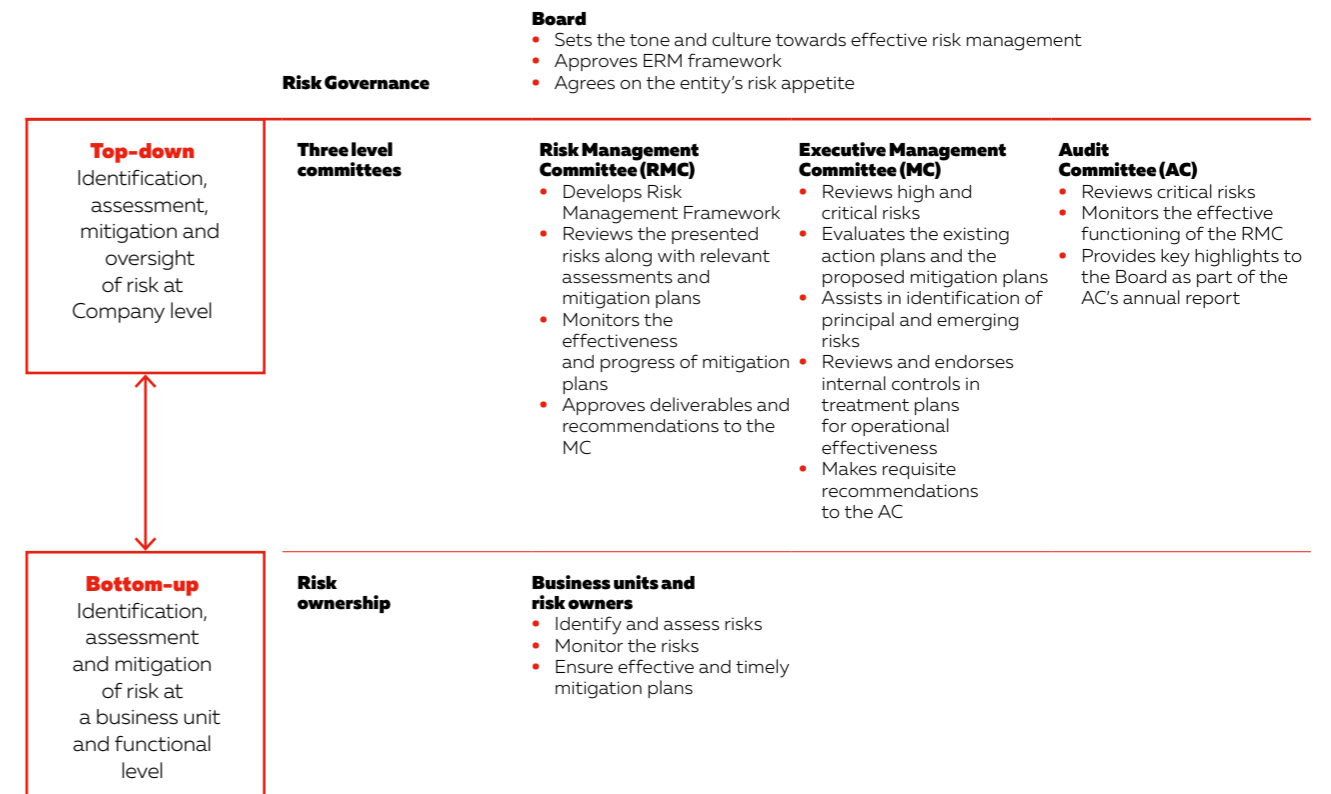 Board
• Sets the tone and culture towards effective risk management
• Approves ERM framework
• Agrees on the entity's risk appetite
Risk Governance
Top-down
Identification,
assessment,
mitigation and
oversight
of risk at
Company level
Three level
committees
Risk Management
Committee (RMC)
• Develops Risk
Management Framework
• Reviews the presented
risks along with relevant
assessments and
mitigation plans
• Monitors the
effectiveness
and progress of mitigation
plans
• Approves deliverables and
recommendations to the
MC
Executive Management
Committee (MC)
• Reviews high and
critical risks
• Evaluates the existing
action plans and the
proposed mitigation plans
• Assists in identification of
principal and emerging
risks
• Reviews and endorses
internal controls in
treatment plans
for operational
effectiveness
• Makes requisite
recommendations
to the AC
Audit
Committee (AC)
• Reviews critical risks
• Monitors the effective
functioning of the RMC
• Provides key highlights to
the Board as part of the
AC's annual report
Bottom-up
Identification,
assessment
and mitigation
of risk at
a business unit
and functional
level
Risk
ownership
Business units and
risk owners
• Identify and assess risks
• Monitor the risks
• Ensure effective and timely
mitigation plans